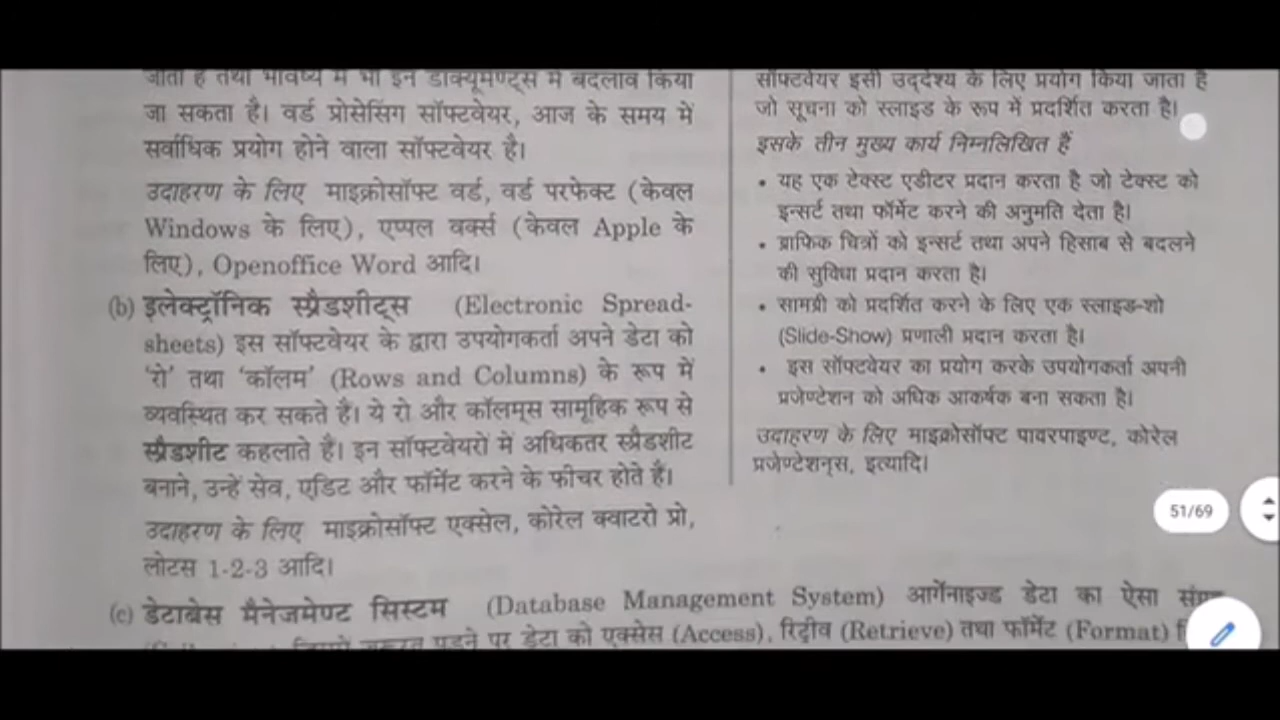 जाता है तथा भविष्य में भी इन डॉक्यूमेण्ट्स में बदलाव किया
जा सकता है। वर्ड प्रोसेसिंग सॉफ्टवेयर, आज के समय में
सर्वाधिक प्रयोग होने वाला सॉफ्टवेयर है।
उदाहरण के लिए माइक्रोसॉफ्ट वर्ड, वर्ड परफेक्ट (केवल
Windows के लिए), एप्पल वर्क्स (केवल Apple के
लिए), Openoffice Word आदि।
(b) इलेक्ट्रॉनिक स्प्रैडशीट्स (Electronic Spread-
sheets) इस सॉफ्टवेयर के द्वारा उपयोगकर्ता अपने डेटा को
'रो' तथा 'कॉलम' (Rows and Columns) के रूप में
व्यवस्थित कर सकते हैं। ये रो और कॉलम्स सामूहिक रूप से
स्प्रैडशीट कहलाते हैं। इन सॉफ्टवेयरों में अधिकतर स्प्रैडशीट
बनाने, उन्हें सेव, एडिट और फॉर्मेट करने के फीचर होते हैं।
उदाहरण के लिए माइक्रोसॉफ्ट एक्सेल, कोरेल क्वाटरो प्रो,
लोटस 1-2-3 आदि।
सॉफ्टवेयर इसी उद्देश्य के लिए प्रयोग किया जाता है
जो सूचना को स्लाइड के रूप में प्रदर्शित करता है।
इसके तीन मुख्य कार्य निम्नलिखित हैं
• यह एक टेक्स्ट एडीटर प्रदान करता है जो टेक्स्ट को
इन्सर्ट तथा फॉर्मेट करने की अनुमति देता है।
• ग्राफिक चित्रों को इन्सर्ट तथा अपने हिसाब से बदलने
की सुविधा प्रदान करता है।
• सामग्री को प्रदर्शित करने के लिए एक स्लाइड-शो
(Slide-Show) प्रणाली प्रदान करता है।
• इस सॉफ्टवेयर का प्रयोग करके उपयोगकर्ता अपनी
प्रजेण्टेशन को अधिक आकर्षक बना सकता है।
उदाहरण के लिए माइक्रोसॉफ्ट पावरपाइण्ट, कोरेल
प्रजेण्टेशन्स, इत्यादि।
51/69
(c) डेटाबेस मैनेजमेण्ट सिस्टम (Database Management System) आर्गेनाइज्ड डेटा का ऐसा
पड़ने पर डेटा को एक्सेस (Access), रिट्रीव (Retrieve) तथा फॉर्मेट (Format)